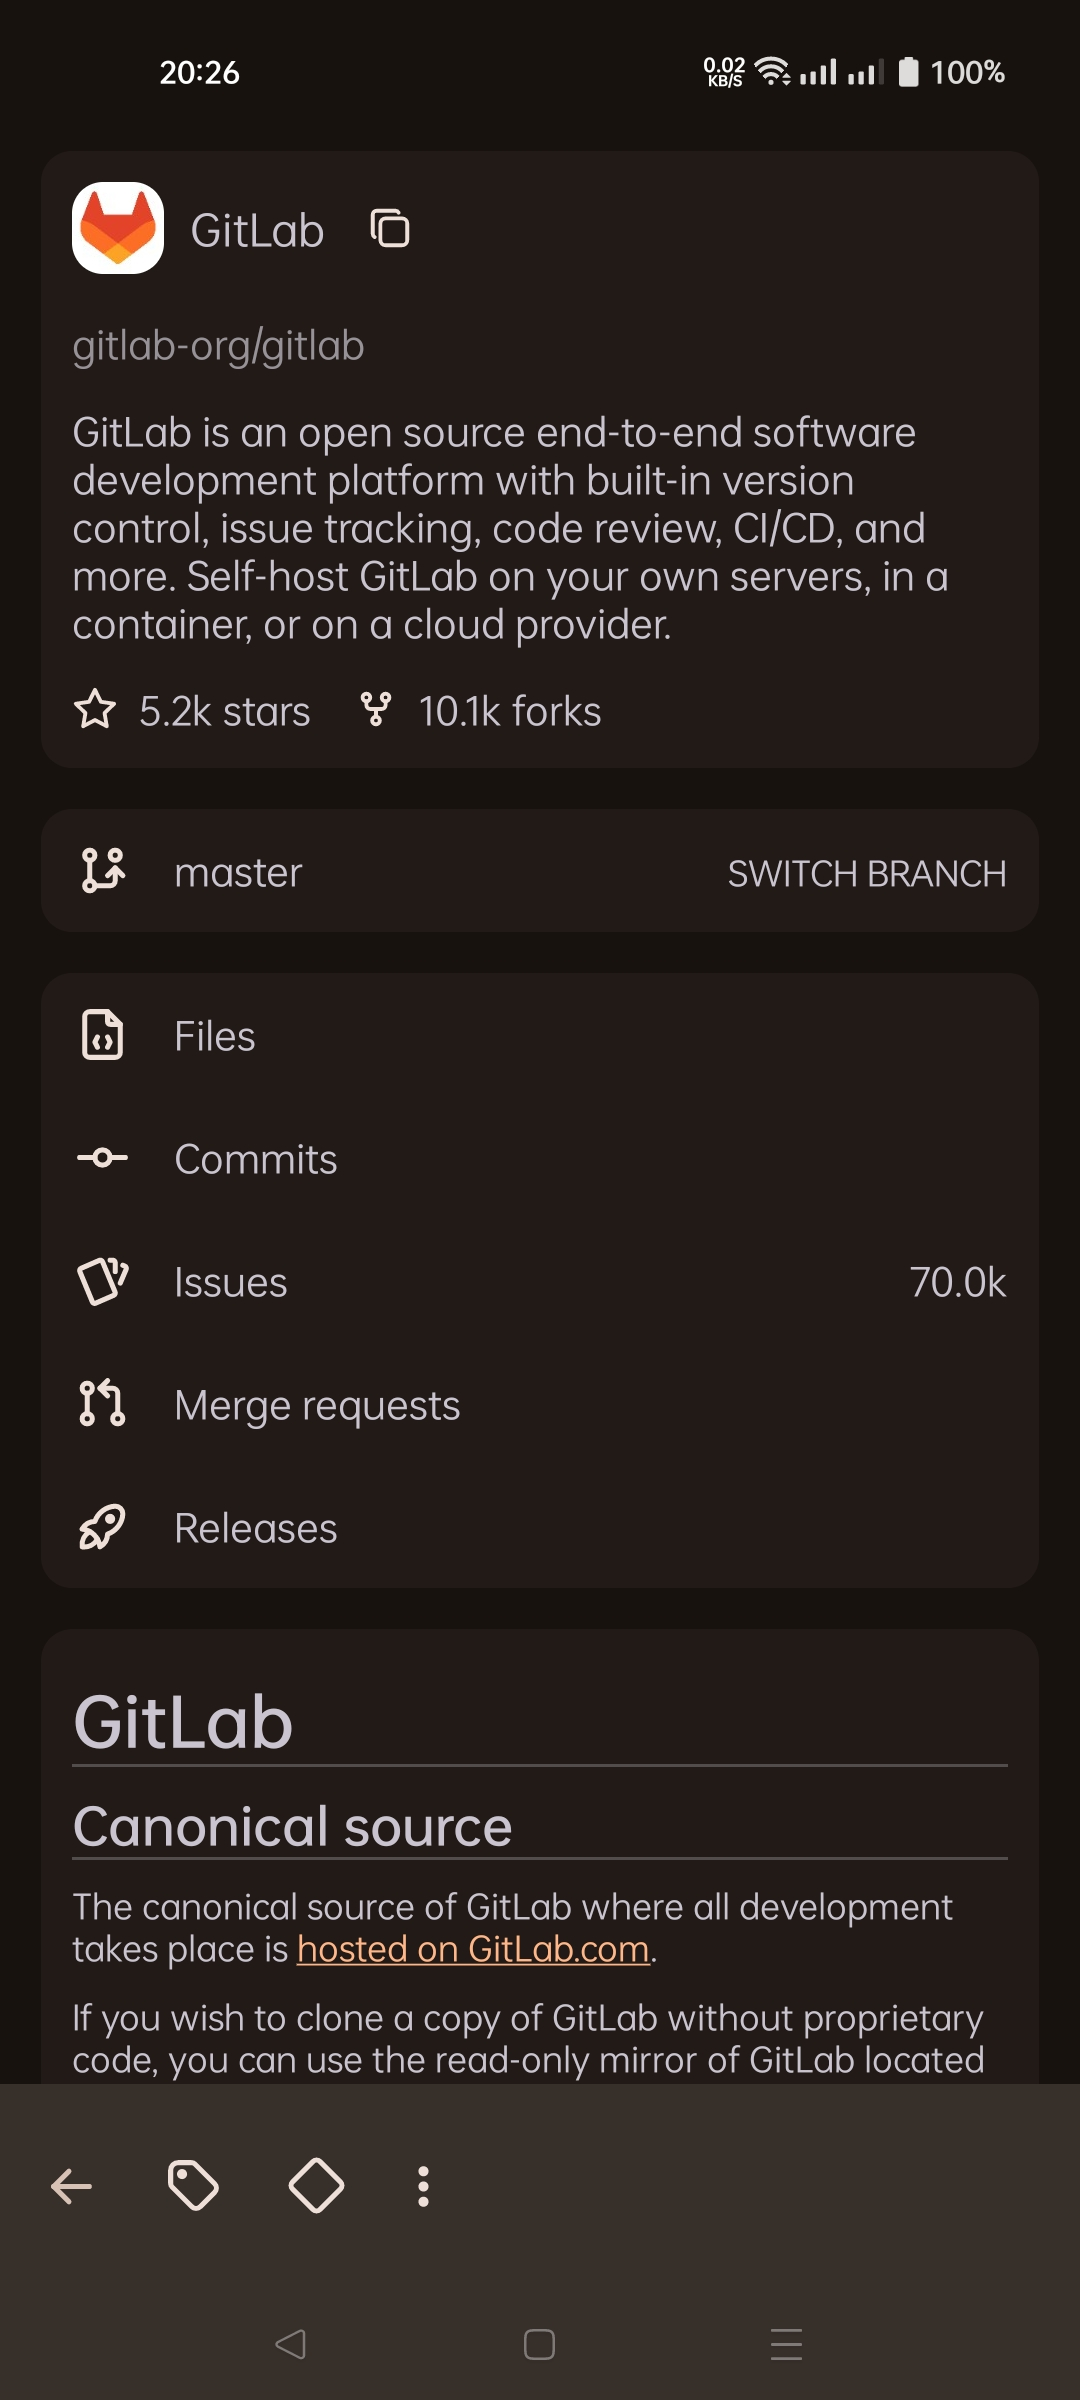 20:26
0.02
KB/S
100%
GitLab
gitlab-org/gitlab
GitLab is an open source end-to-end software
development platform with built-in version
control, issue tracking, code review, CI/CD, and
more. Self-host GitLab on your own servers, in a
container, or on a cloud provider.
5.2k stars 10.1k forks
master SWITCH BRANCH
Files
Commits
Issues 70.0k
Merge requests
Releases
GitLab
Canonical source
The canonical source of GitLab where all development
takes place is hosted on GitLab.com.
If you wish to clone a copy of GitLab without proprietary
code, you can use the read-only mirror of GitLab located